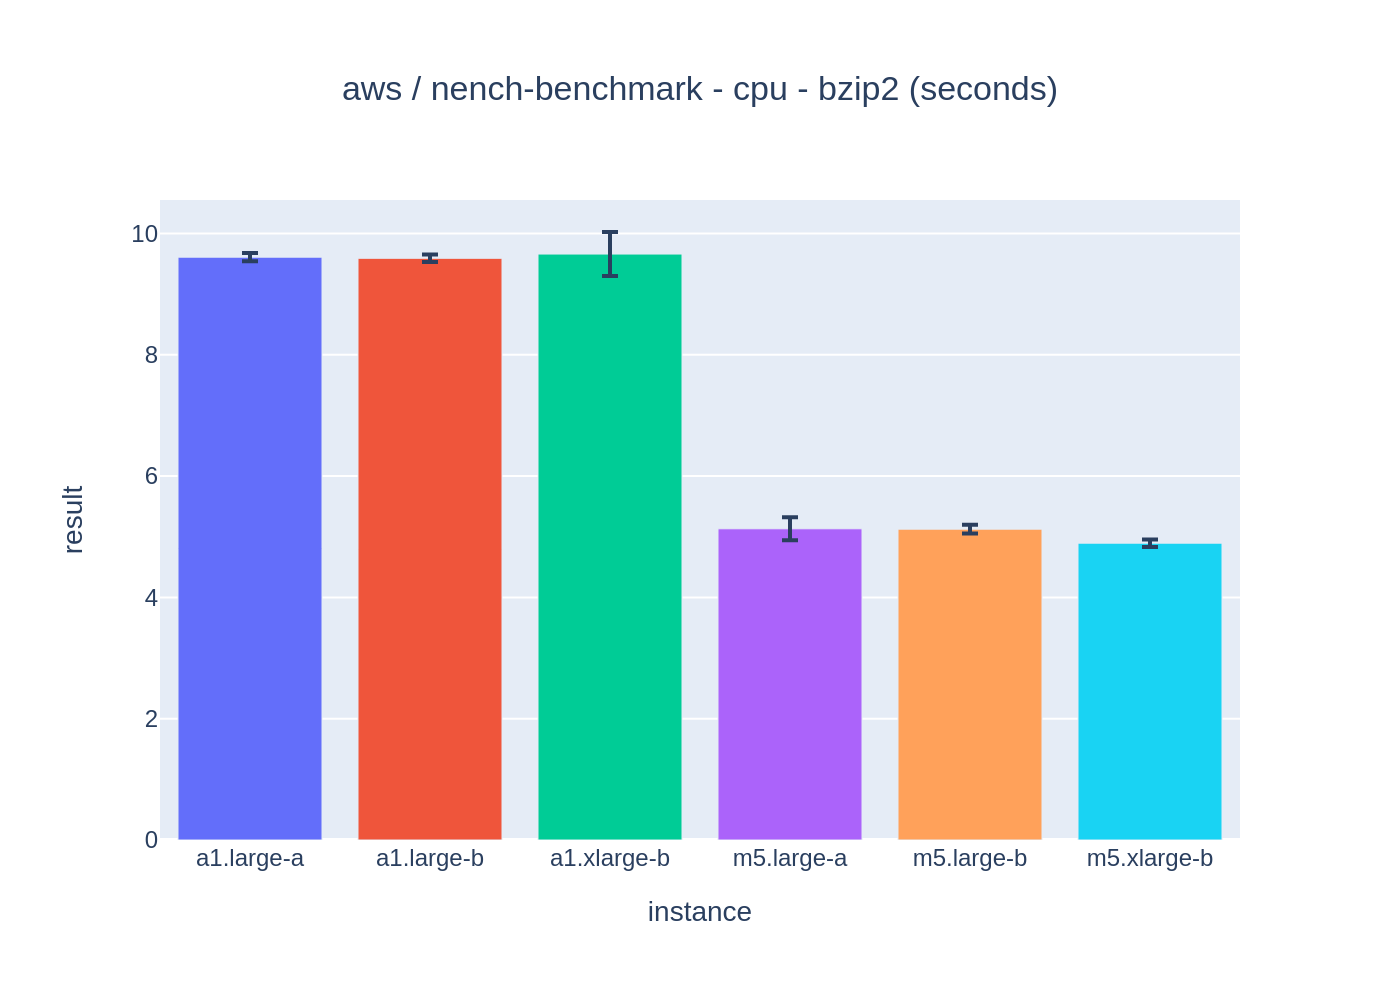 aws / nench-benchmark - cpu - bzip2 (seconds)
10
8
6
4
2
0
result
a1.large-a
a1.large-b
a1.xlarge-b
m5.large-a
m5.large-b
m5.xlarge-b
instance